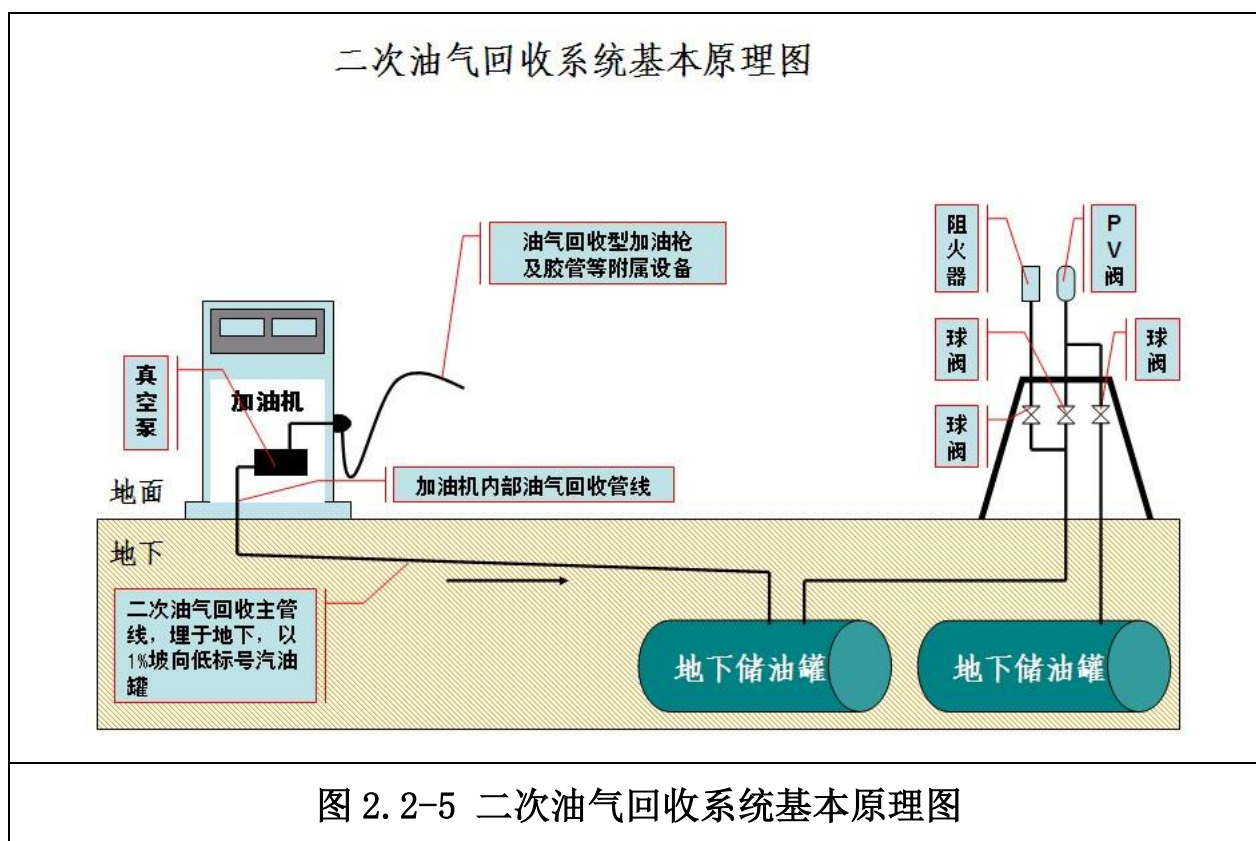 二次油气回收系统基本原理图
油气回收型加油枪
及胶管等附属设备
阻
火
器
P
V
阀
球
阀
球
阀
球
阀
真
空
泵
加油机
加油机内部油气回收管线
地面
地下
二次油气回收主管
线，埋于地下，以
1%坡向低标号汽油
罐
地下储油罐
地下储油罐
图 2.2-5 二次油气回收系统基本原理图